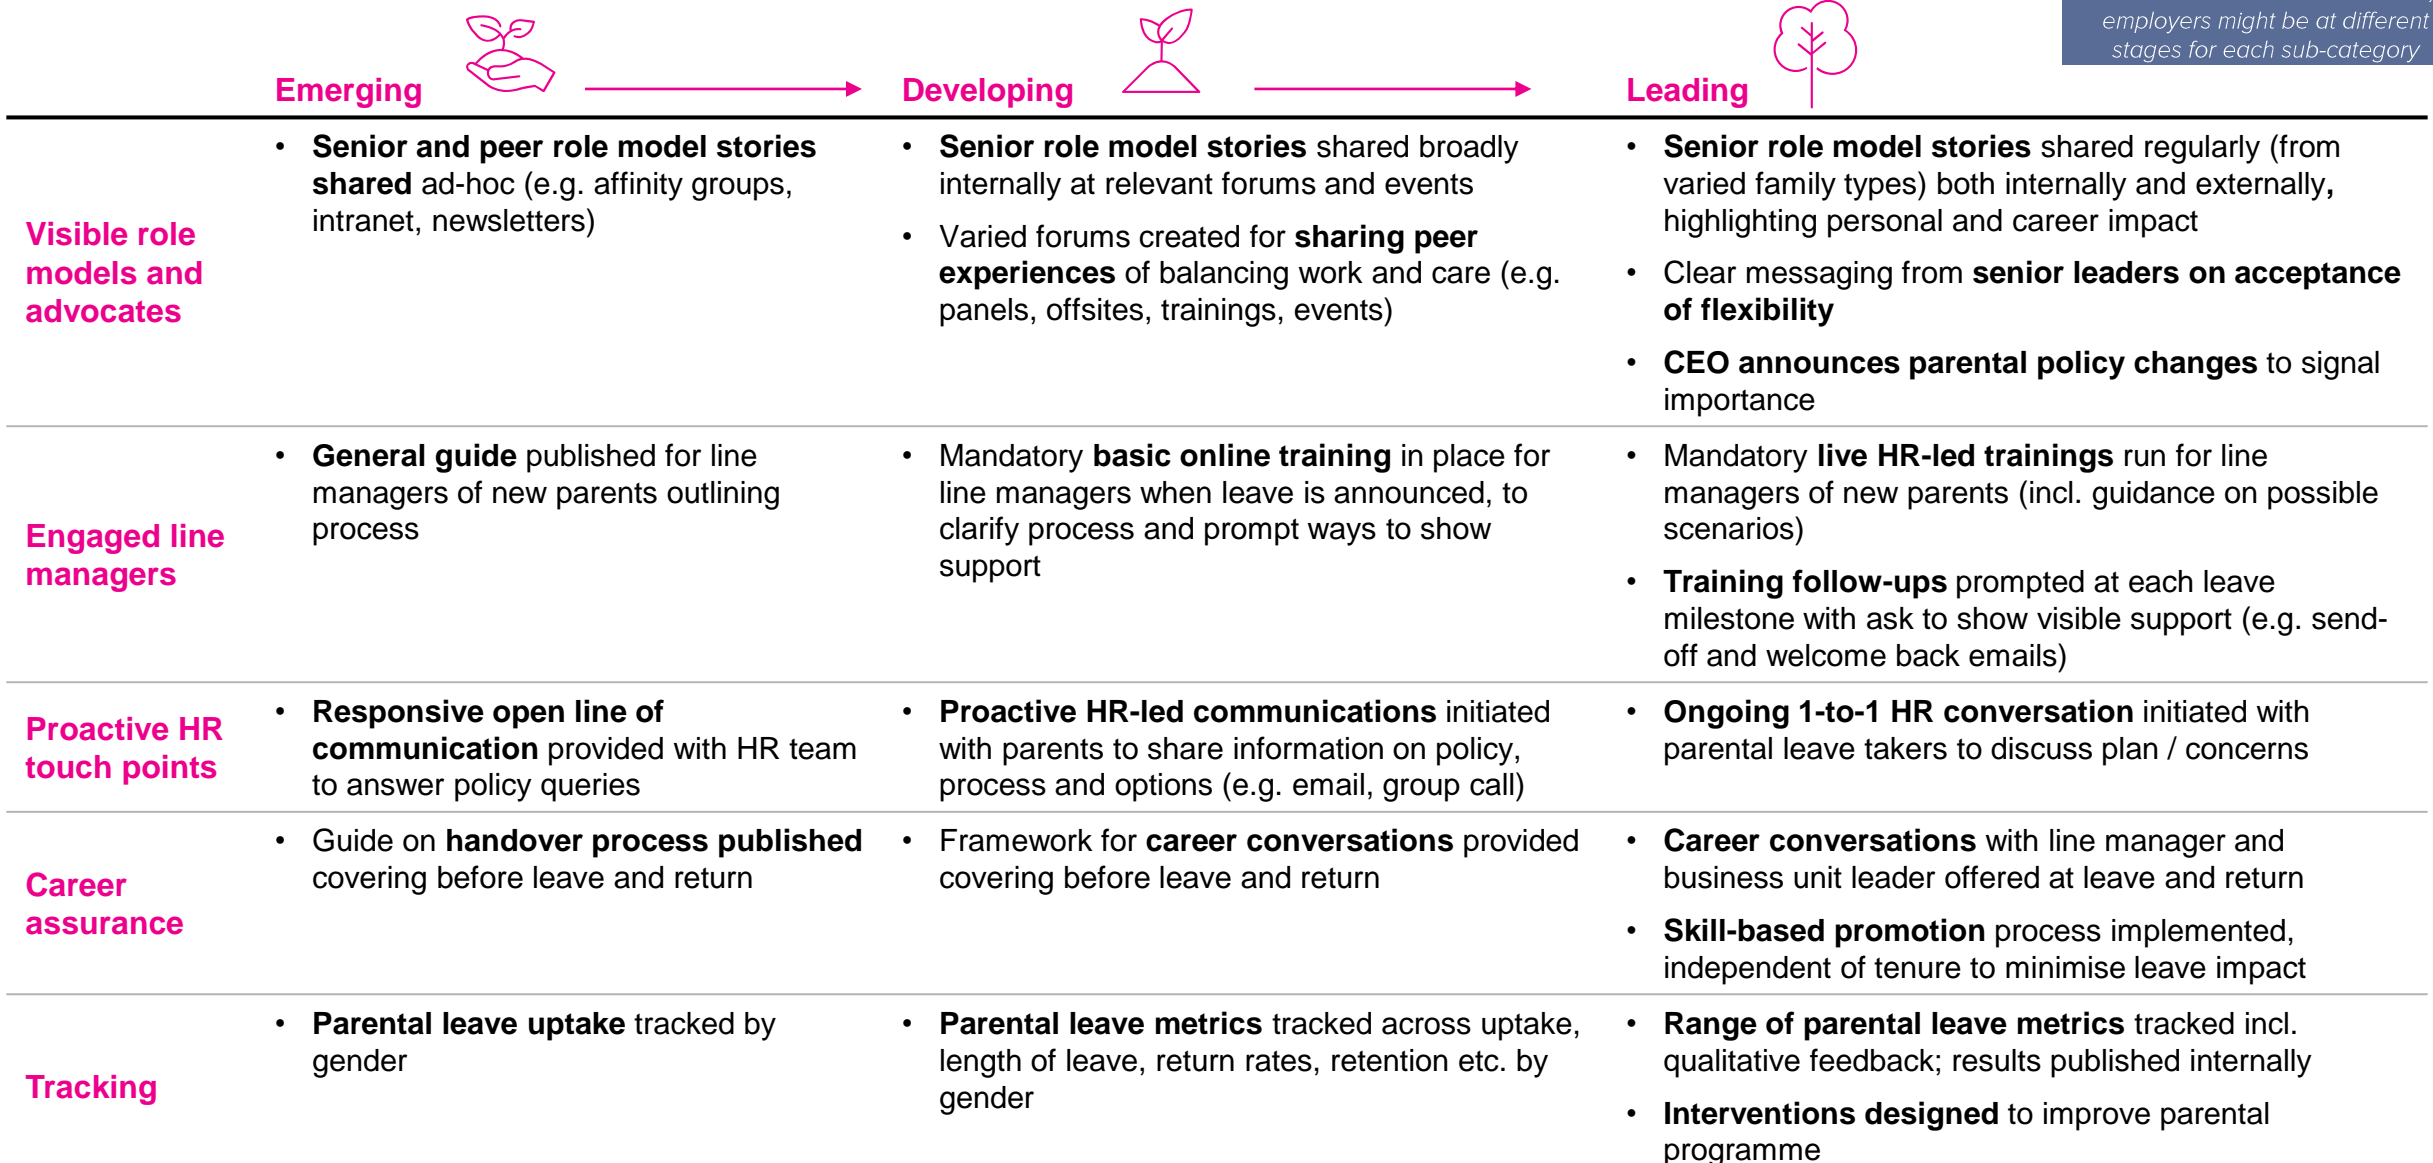 employers might be at different
stages for each sub-category
Emerging
Developing
Leading
Visible role
models and
advocates
• Senior and peer role model stories
shared ad-hoc (e.g. affinity groups,
intranet, newsletters)
• Senior role model stories shared broadly
internally at relevant forums and events
• Varied forums created for sharing peer
experiences of balancing work and care (e.g.
panels, offsites, trainings, events)
• Senior role model stories shared regularly (from
varied family types) both internally and externally,
highlighting personal and career impact
• Clear messaging from senior leaders on acceptance
of flexibility
• CEO announces parental policy changes to signal
importance
Engaged line
managers
• General guide published for line
managers of new parents outlining
process
• Mandatory basic online training in place for
line managers when leave is announced, to
clarify process and prompt ways to show
support
• Mandatory live HR-led trainings run for line
managers of new parents (incl. guidance on possible
scenarios)
• Training follow-ups prompted at each leave
milestone with ask to show visible support (e.g. send-
off and welcome back emails)
Proactive HR
touch points
• Responsive open line of
communication provided with HR team
to answer policy queries
• Proactive HR-led communications initiated
with parents to share information on policy,
process and options (e.g. email, group call)
• Ongoing 1-to-1 HR conversation initiated with
parental leave takers to discuss plan / concerns
Career
assurance
• Guide on handover process published
covering before leave and return
• Framework for career conversations provided
covering before leave and return
• Career conversations with line manager and
business unit leader offered at leave and return
• Skill-based promotion process implemented,
independent of tenure to minimise leave impact
Tracking
• Parental leave uptake tracked by
gender
• Parental leave metrics tracked across uptake,
length of leave, return rates, retention etc. by
gender
• Range of parental leave metrics tracked incl.
qualitative feedback; results published internally
• Interventions designed to improve parental
programme